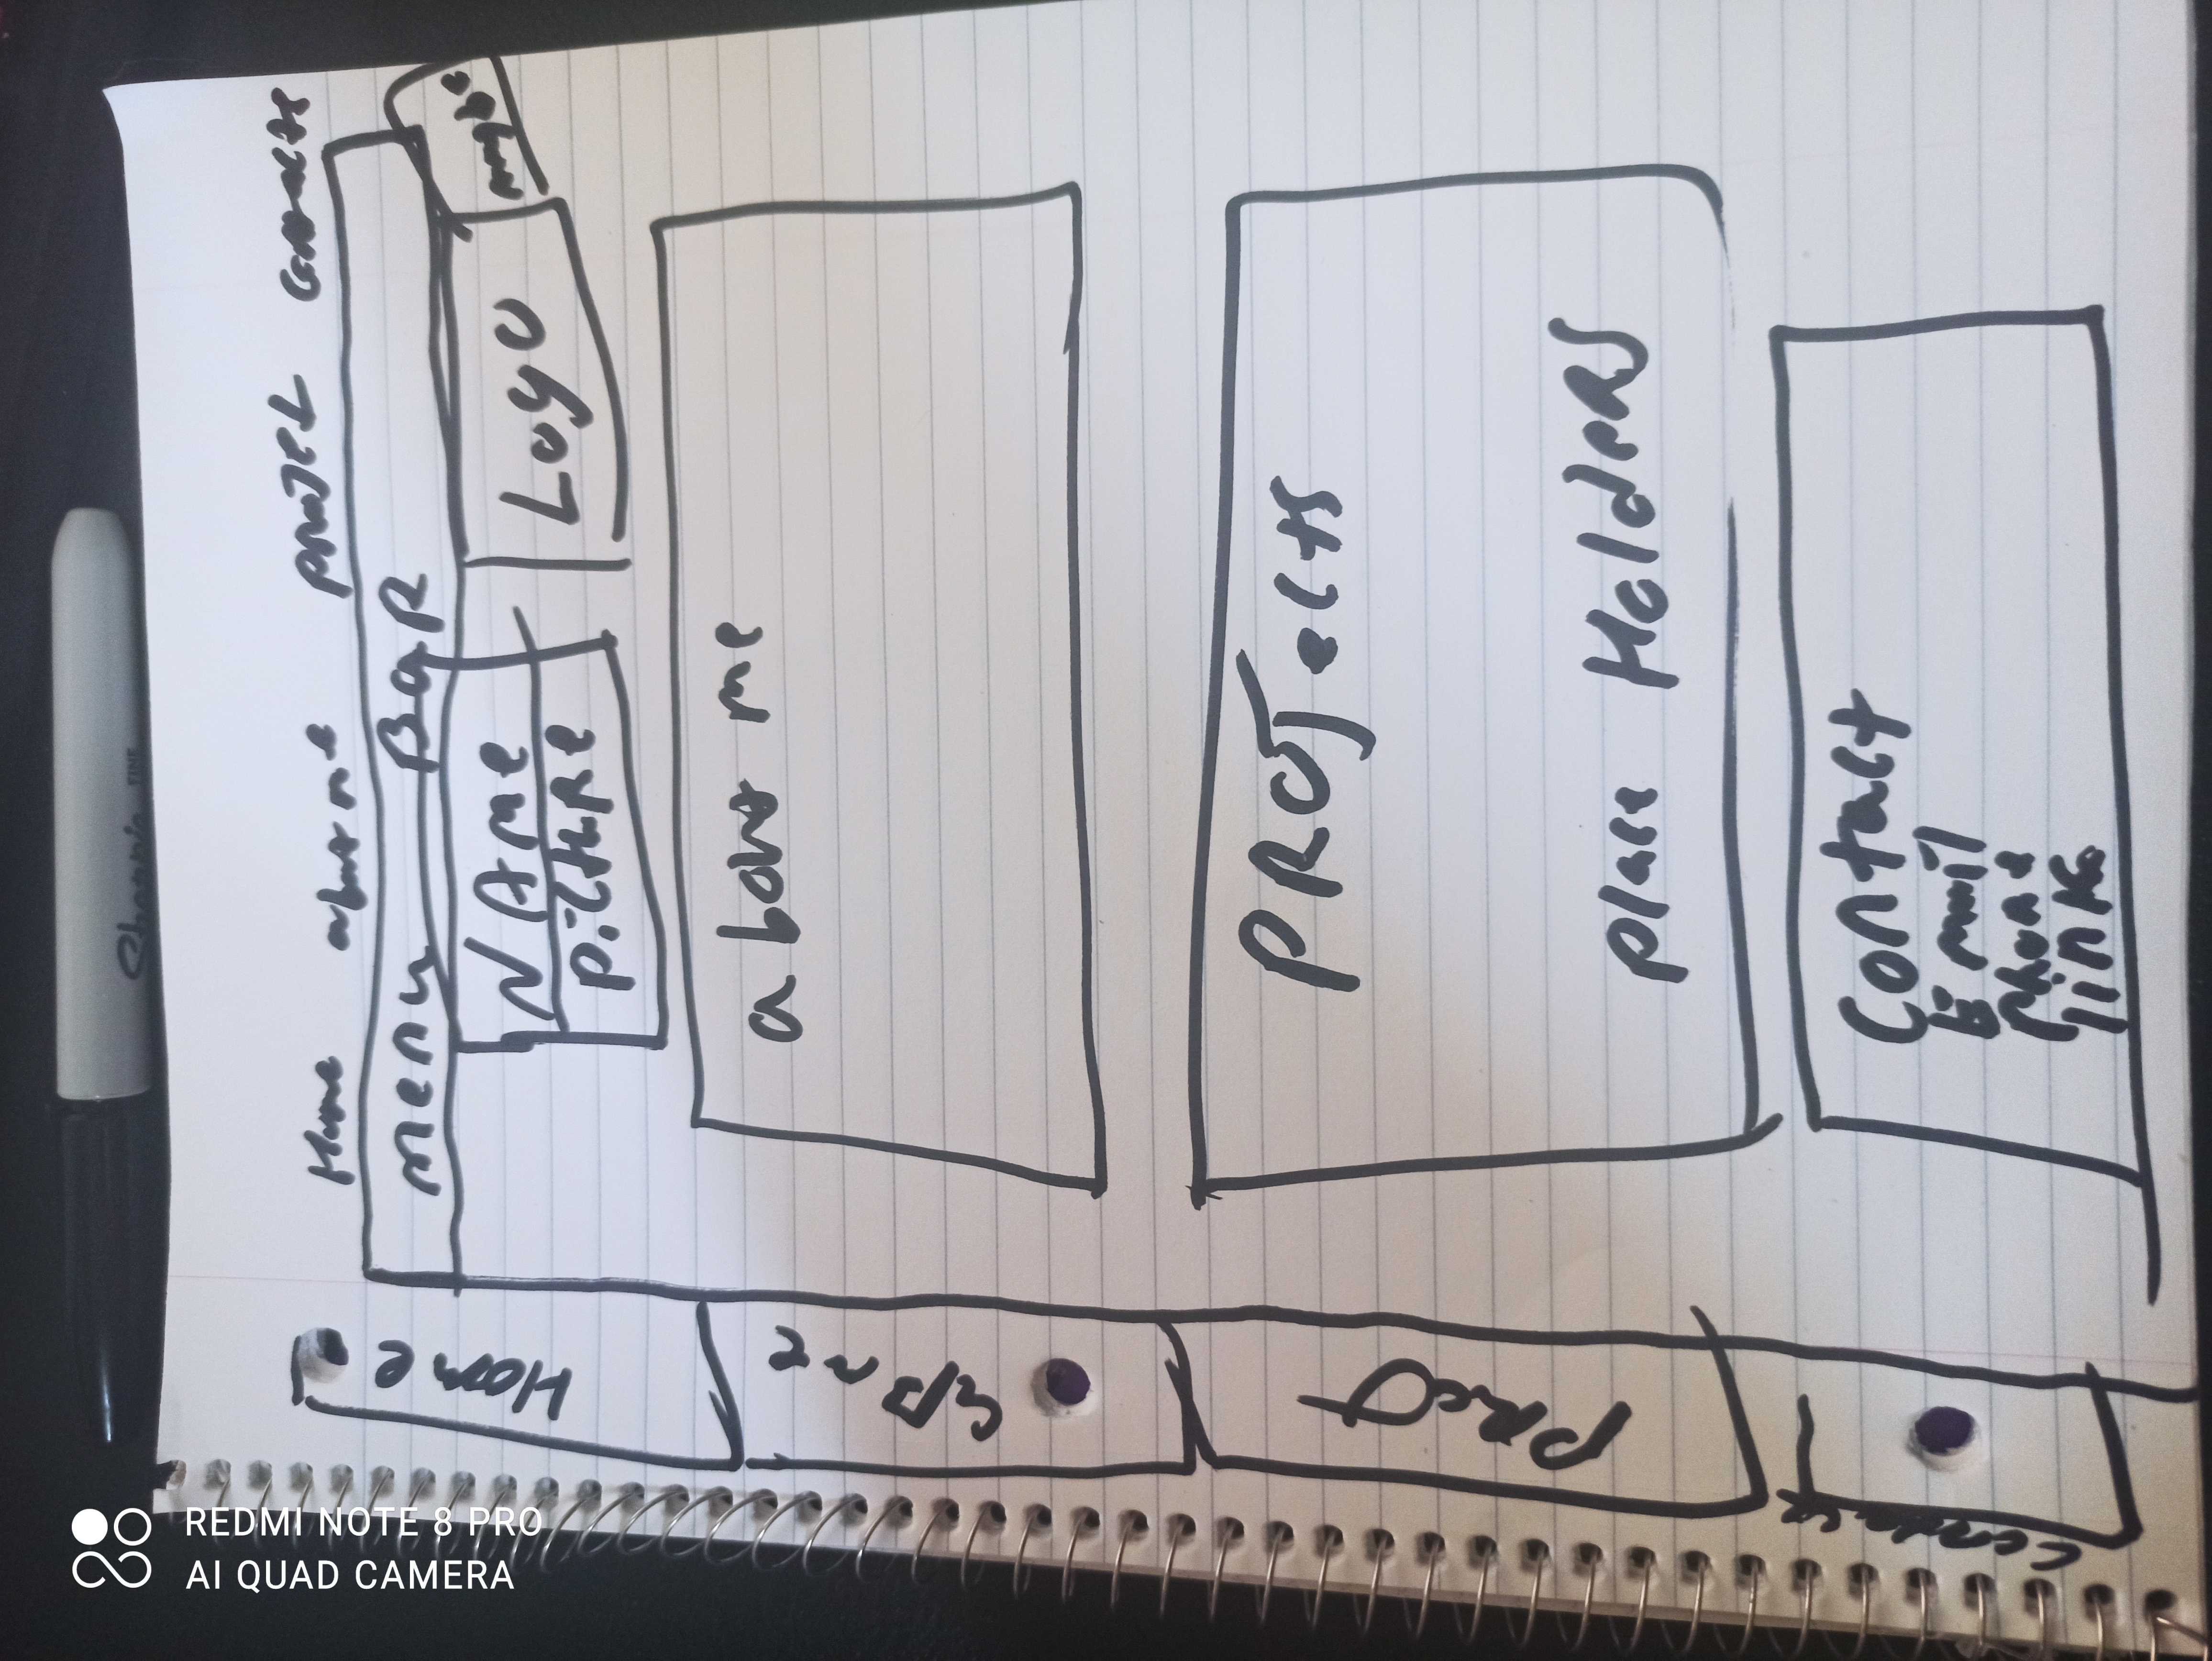 Home about me project contact
menu Bar
Name
picture
Logo
maybe
about me
PROJects
place HoldeRS
Contact
Email
Phone
links
Home
PROJ
contact
Sharpie
FINE
REDMI NOTE 8 PRO
AI QUAD CAMERA